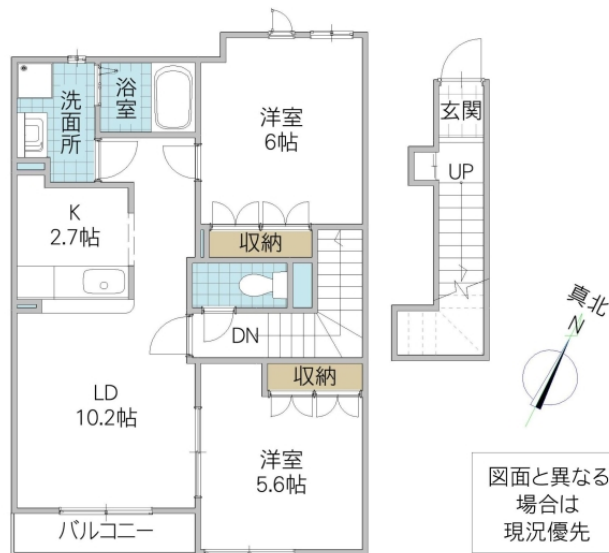 洗面所
浴室
洋室
6帖
玄関
UP
K
2.7帖
収納
DN
LD
10.2帖
収納
洋室
5.6帖
バルコニー
真北
N
図面と異なる
場合は
現況優先